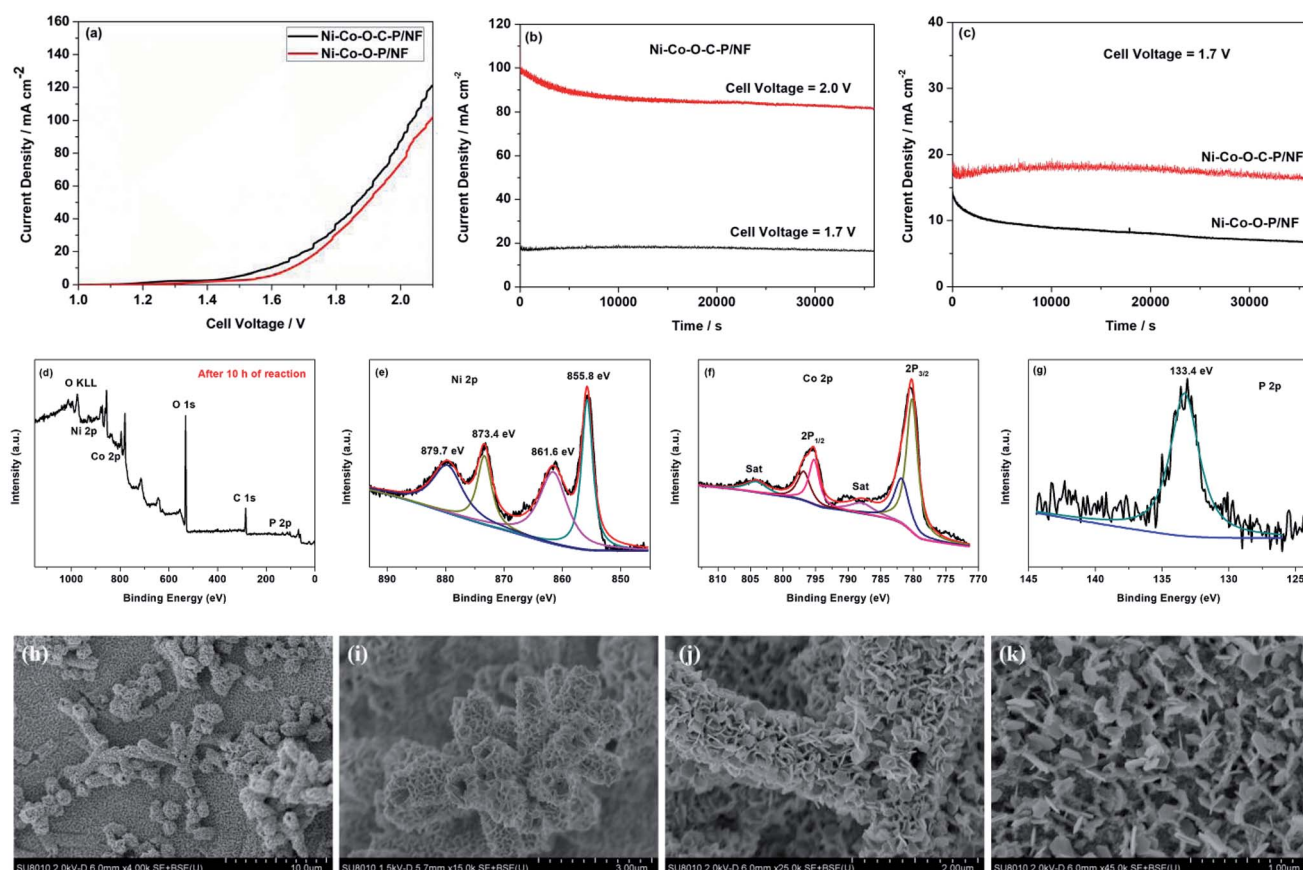 (a)
Ni-Co-O-C-P/NF
Ni-Co-O-P/NF
160
140
120
100
80
60
40
20
0
Current Density / mA cm-2
1.0 1.2 1.4 1.6 1.8 2.0
Cell Voltage / V
(b)
Ni-Co-O-C-P/NF
Cell Voltage = 2.0 V
Cell Voltage = 1.7 V
120
100
80
60
40
20
0
Current Density / mA cm-2
0 10000 20000 30000
Time / s
(c)
Cell Voltage = 1.7 V
Ni-Co-O-C-P/NF
Ni-Co-O-P/NF
40
30
20
10
0
Current Density / mA cm-2
0 10000 20000 30000
Time / s
(d)
After 10 h of reaction
O KLL
Ni 2p
Co 2p
O 1s
C 1s
P 2p
Intensity (a.u.)
1000 800 600 400 200 0
Binding Energy (eV)
(e)
Ni 2p
855.8 eV
873.4 eV
879.7 eV
861.6 eV
Intensity (a.u.)
890 880 870 860 850
Binding Energy (eV)
(f)
Co 2p
2P3/2
2P1/2
Sat
Sat
Intensity (a.u.)
810 805 800 795 790 785 780 775 770
Binding Energy (eV)
(g)
133.4 eV
P 2p
Intensity (a.u.)
145 140 135 130 125
Binding Energy (eV)
(h)
SU8010 2.0kV-D 6.0mm x4.00k SE+BSE(U) 10.0μm
(i)
SU8010 1.5kV-D 5.7mm x15.0k SE+BSE(U) 3.00μm
(j)
SU8010 2.0kV-D 6.0mm x25.0k SE+BSE(U) 2.00μm
(k)
SU8010 2.0kV-D 6.0mm x45.0k SE+BSE(U) 1.00μm